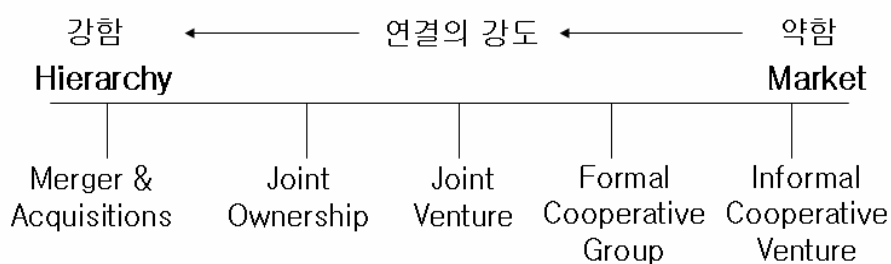 강함 연결의 강도 약함
Hierarchy Market
Merger &
Acquisitions
Joint
Ownership
Joint
Venture
Formal
Cooperative
Group
Informal
Cooperative
Venture